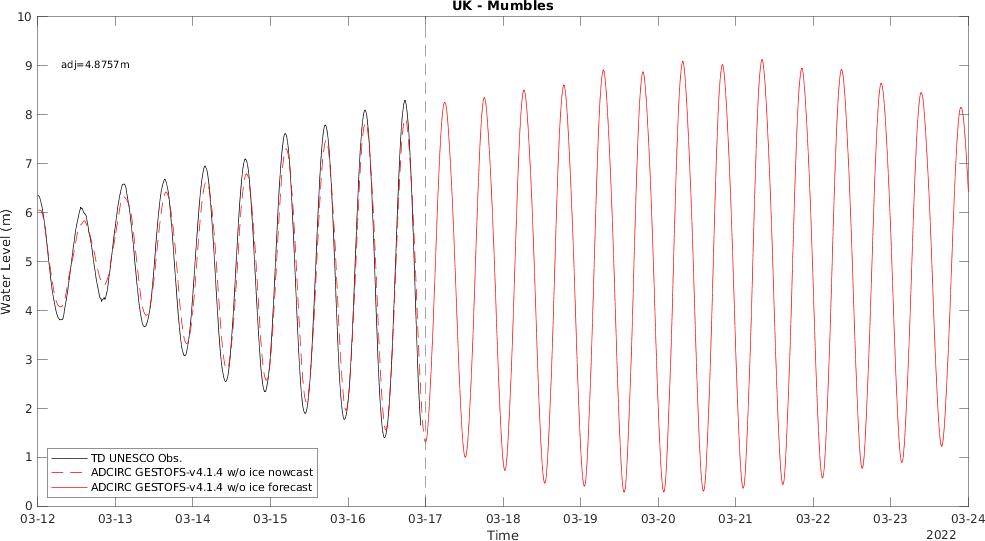 UK - Mumbles
10
9
8
7
6
5
4
3
2
1
0
Water Level (m)
adj=4.8757m
TD UNESCO Obs.
ADCIRC GESTOFS-v4.1.4 w/o ice nowcast
ADCIRC GESTOFS-v4.1.4 w/o ice forecast
03-12 03-13 03-14 03-15 03-16 03-17 03-18 03-19 03-20 03-21 03-22 03-23 03-24
Time
2022